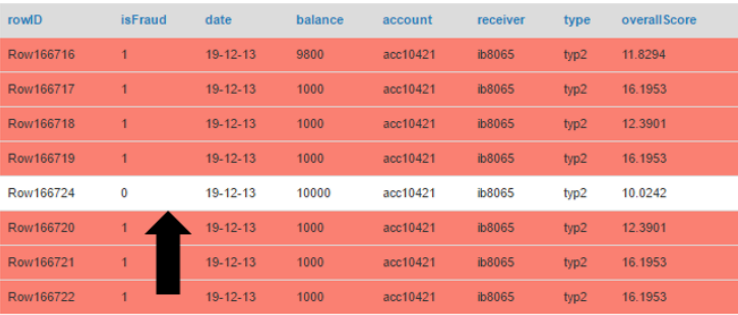 rowID isFraud date balance account receiver type overallScore
Row166716 1 19-12-13 9800 acc10421 ib8065 typ2 11.8294
Row166717 1 19-12-13 1000 acc10421 ib8065 typ2 16.1953
Row166718 1 19-12-13 1000 acc10421 ib8065 typ2 12.3901
Row166719 1 19-12-13 1000 acc10421 ib8065 typ2 16.1953
Row166724 0 19-12-13 10000 acc10421 ib8065 typ2 10.0242
Row166720 1 19-12-13 1000 acc10421 ib8065 typ2 12.3901
Row166721 1 19-12-13 1000 acc10421 ib8065 typ2 16.1953
Row166722 1 19-12-13 1000 acc10421 ib8065 typ2 16.1953